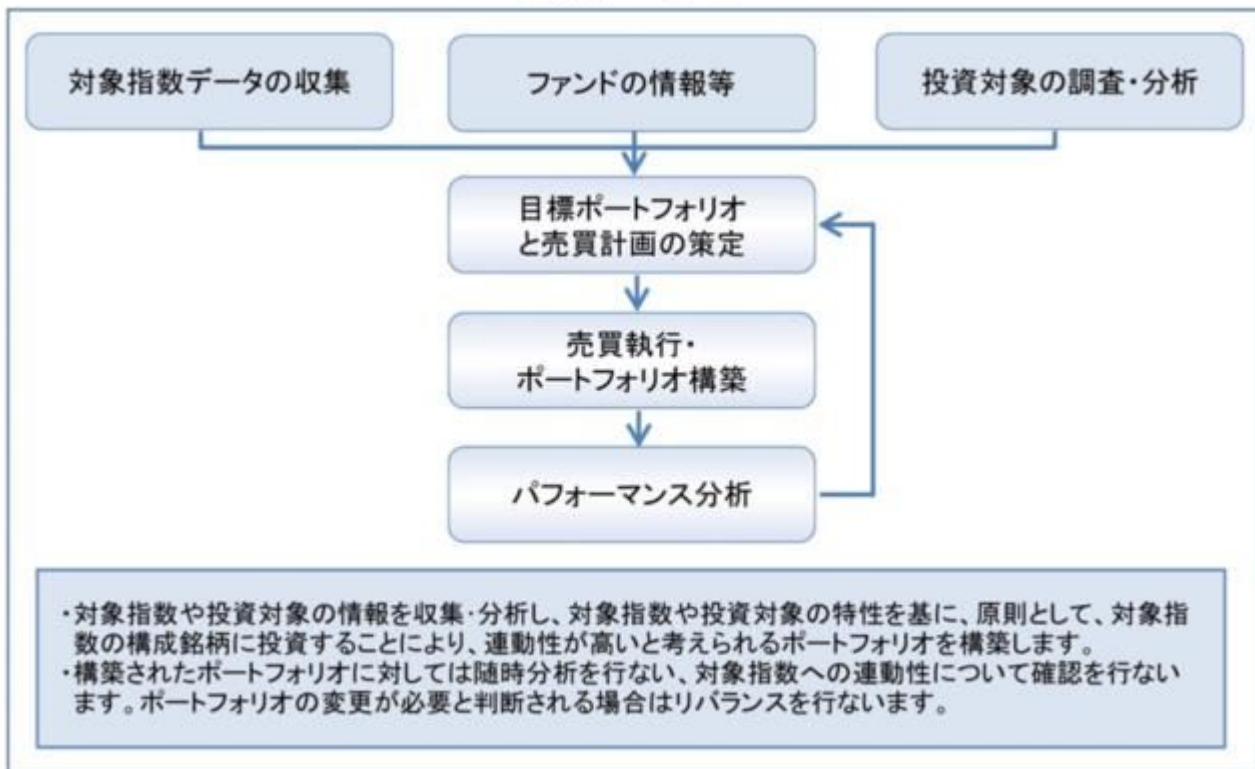 対象指数データの収集
ファンドの情報等
投資対象の調査・分析
目標ポートフォリオ
と売買計画の策定
売買執行・
ポートフォリオ構築
パフォーマンス分析
・対象指数や投資対象の情報を収集・分析し、対象指数や投資対象の特性を基に、原則として、対象指
数の構成銘柄に投資することにより、連動性が高いと考えられるポートフォリオを構築します。
・構築されたポートフォリオに対しては随時分析を行ない、対象指数への連動性について確認を行ない
ます。ポートフォリオの変更が必要と判断される場合はリバランスを行ないます。